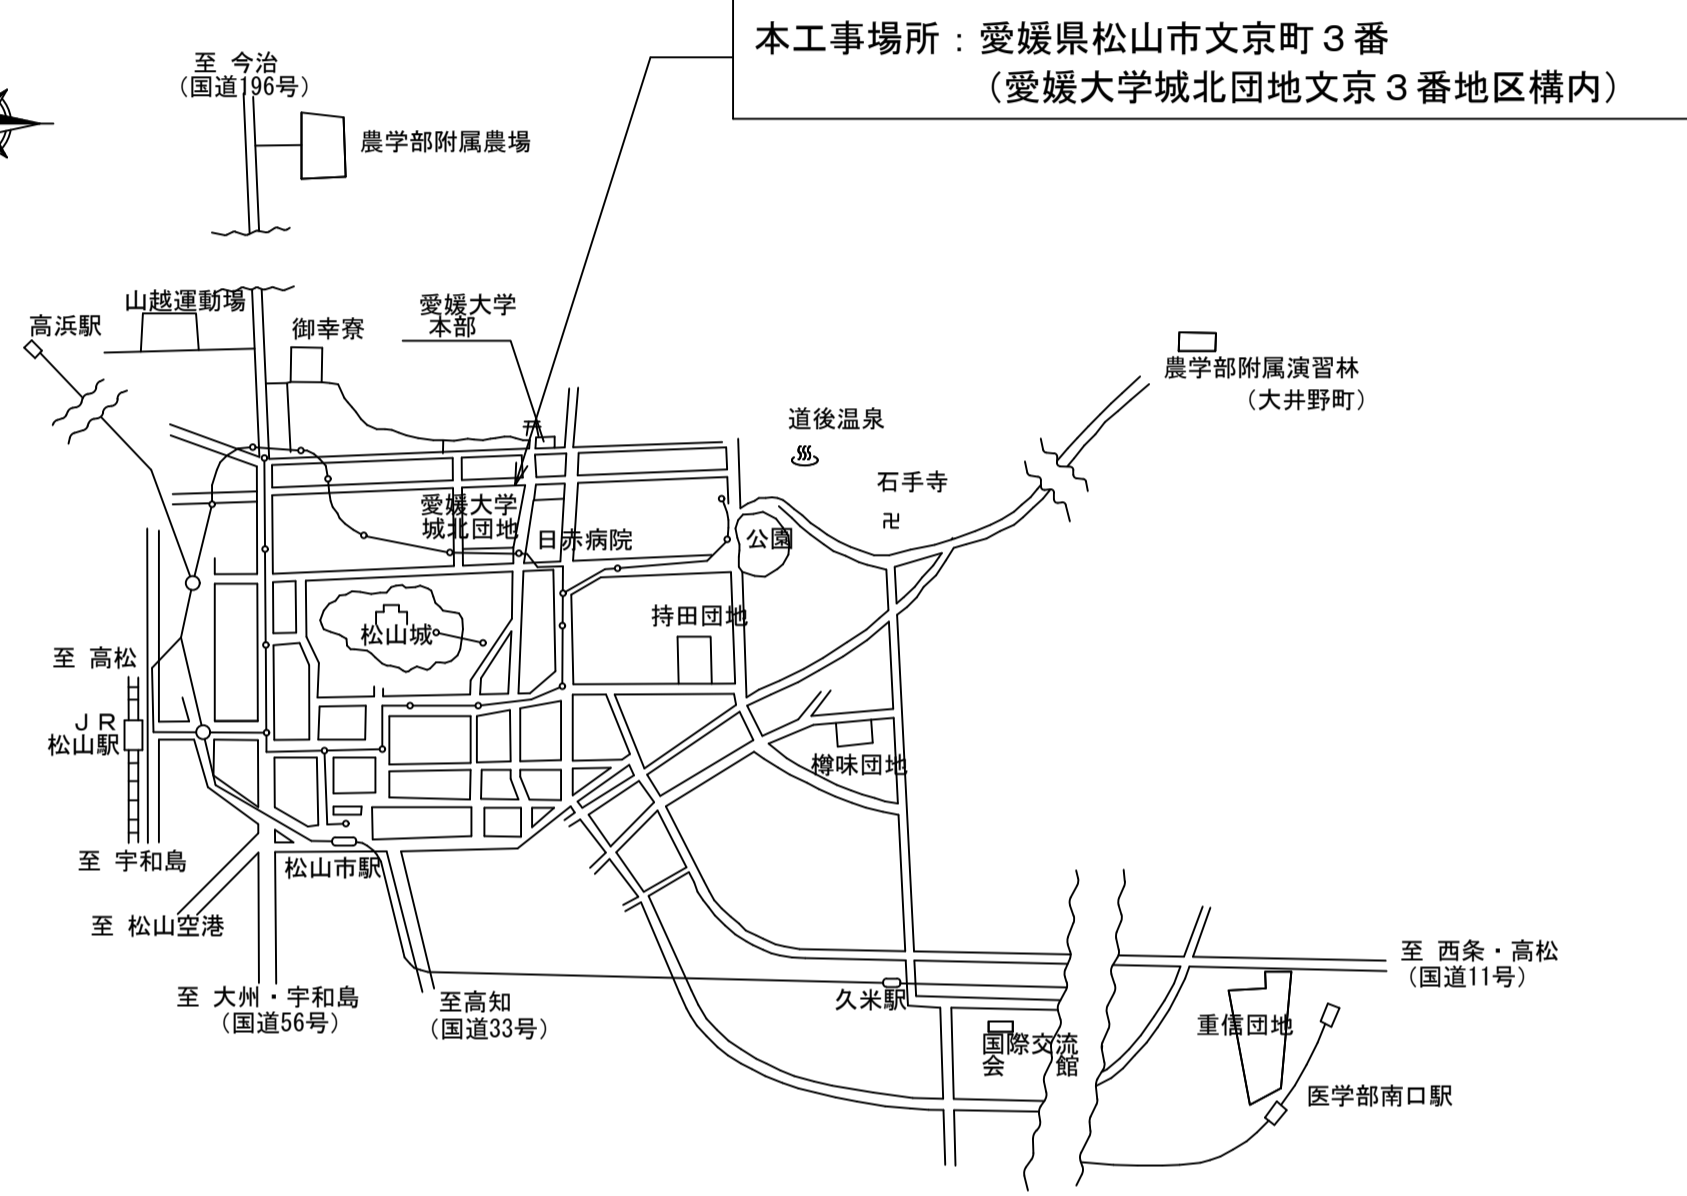 本工事場所：愛媛県松山市文京町３番
（愛媛大学城北団地文京３番地区構内）
至 今治
（国道196号）
農学部附属農場
山越運動場
高浜駅
御幸寮
愛媛大学
本部
農学部附属演習林
（大井野町）
道後温泉
石手寺
卍
愛媛大学
城北団地
日赤病院
公園
松山城
持田団地
至 高松
ＪＲ
松山駅
樽味団地
至 宇和島
松山市駅
至 松山空港
至 大州・宇和島
（国道56号）
至高知
（国道33号）
久米駅
至 西条・高松
（国道11号）
国際交流
会 館
重信団地
医学部南口駅